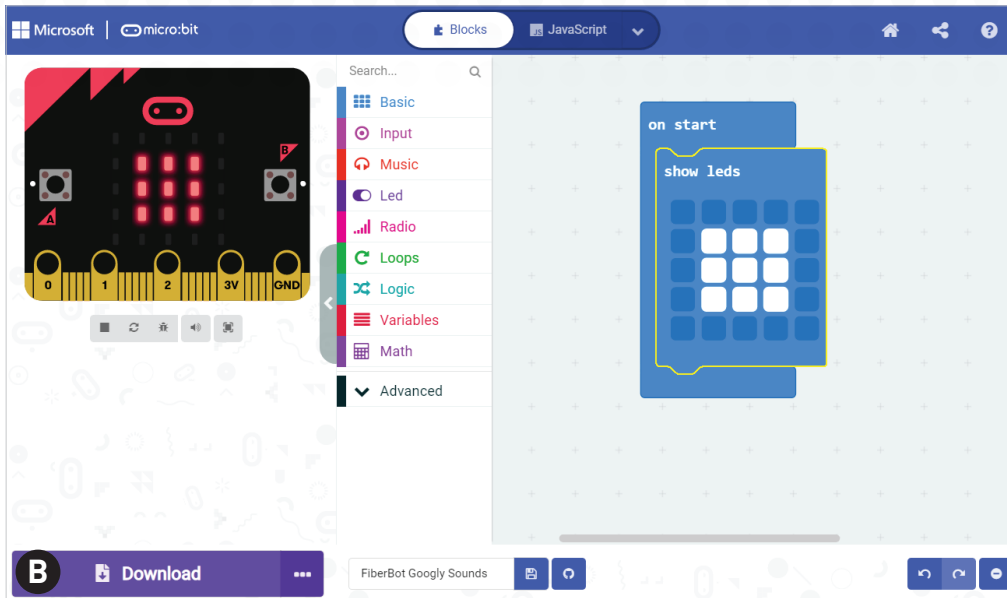 Microsoft micro:bit Blocks JS JavaScript ?
Search...
Basic
Input
Music
Led
Radio
Loops
Logic
Variables
Math
Advanced
B
A
0 1 2 3V GND
on start
show leds
B Download ... FiberBot Googly Sounds